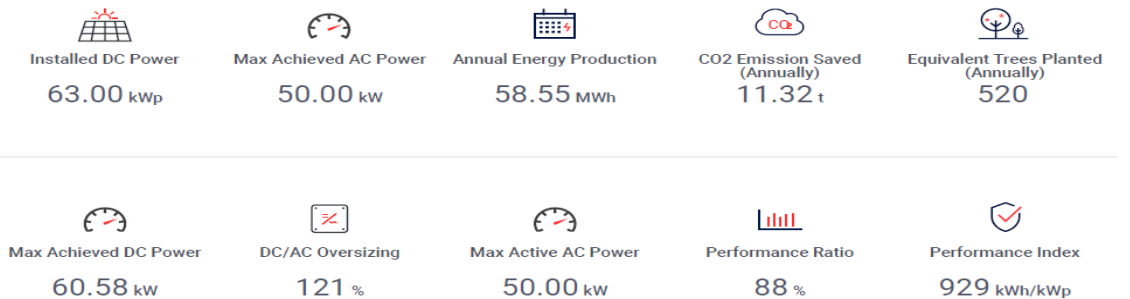 CO2
Installed DC Power
63.00 kWp
Max Achieved AC Power
50.00 kW
Annual Energy Production
58.55 MWh
CO2 Emission Saved
(Annually)
11.32 t
Equivalent Trees Planted
(Annually)
520
Max Achieved DC Power
60.58 kW
DC/AC Oversizing
121 %
Max Active AC Power
50.00 kW
Performance Ratio
88 %
Performance Index
929 kWh/kWp